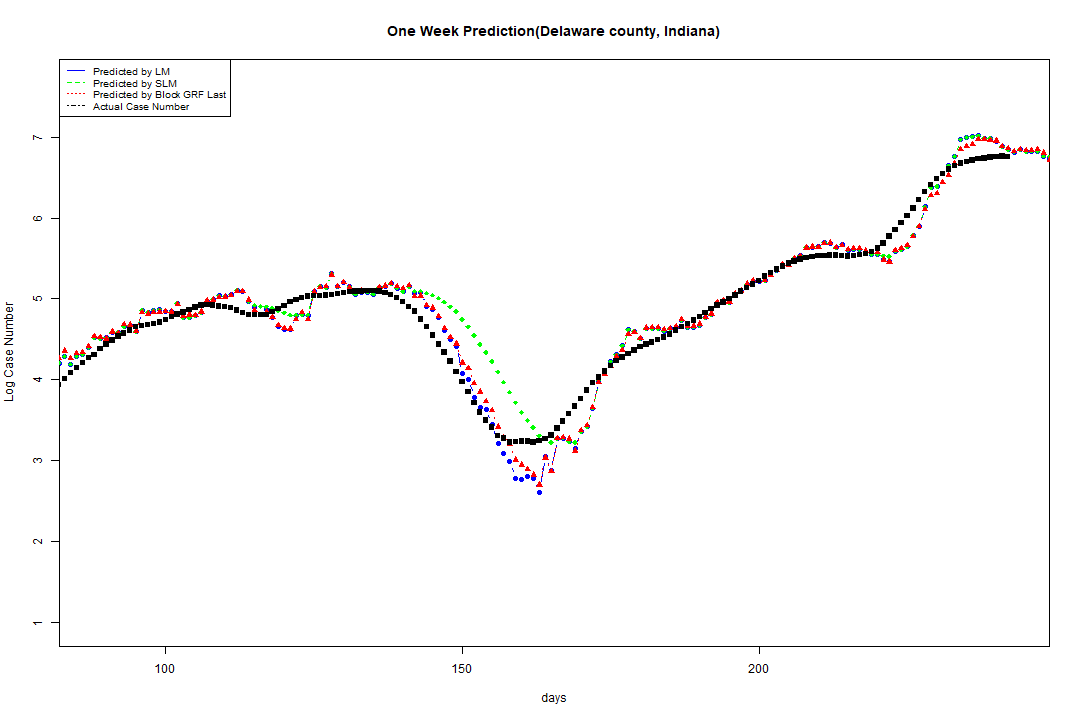 One Week Prediction(Delaware county, Indiana)
Predicted by LM
Predicted by SLM
Predicted by Block GRF Last
Actual Case Number
Log Case Number
7
6
5
4
3
2
1
100 150 200
days